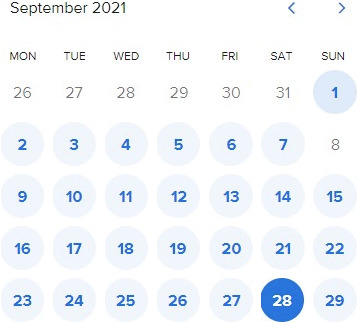 September 2021
MON TUE WED THU FRI SAT SUN
26 27 28 29 30 31 1
2 3 4 5 6 7 8
9 10 11 12 13 14 15
16 17 18 19 20 21 22
23 24 25 26 27 28 29